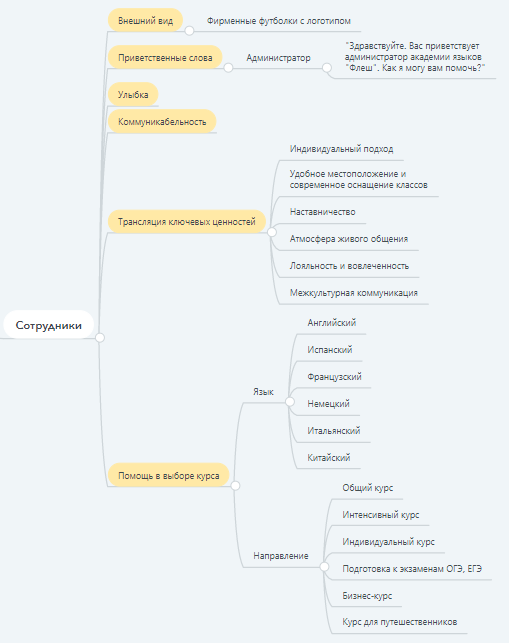 Внешний вид
Фирменные футболки с логотипом
Приветственные слова
Администратор
"Здравствуйте. Вас приветствует
администратор академии языков
"Флеш". Как я могу вам помочь?"
Улыбка
Коммуникабельность
Трансляция ключевых ценностей
Индивидуальный подход
Удобное местоположение и
современное оснащение классов
Наставничество
Атмосфера живого общения
Лояльность и вовлеченность
Межкультурная коммуникация
Сотрудники
Помощь в выборе курса
Язык
Английский
Испанский
Французский
Немецкий
Итальянский
Китайский
Направление
Общий курс
Интенсивный курс
Индивидуальный курс
Подготовка к экзаменам ОГЭ, ЕГЭ
Бизнес-курс
Курс для путешественников